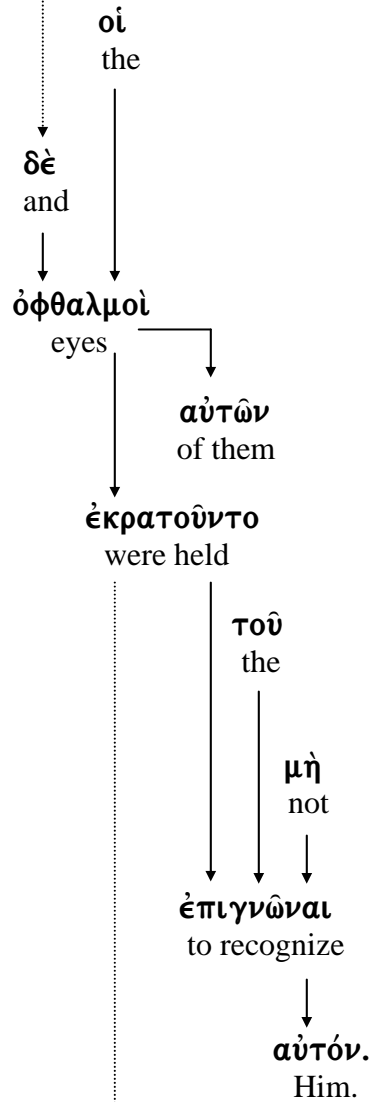 οἱ
the
δὲ
and
ὀφθαλμοὶ
eyes
αὐτῶν
of them
ἐκρατοῦντο
were held
τοῦ
the
μὴ
not
ἐπιγνῶναι
to recognize
αὐτόν.
Him.